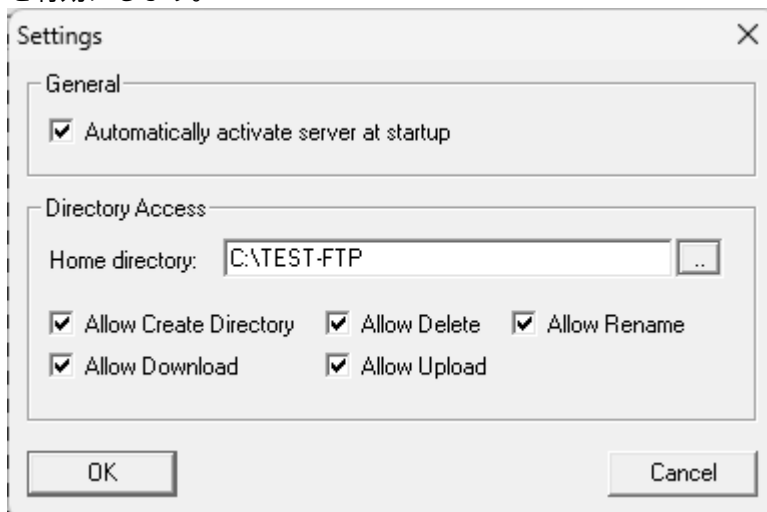 Settings
General
Automatically activate server at startup
Directory Access
Home directory: C:\TEST-FTP ..
Allow Create Directory Allow Delete Allow Rename
Allow Download Allow Upload
OK Cancel